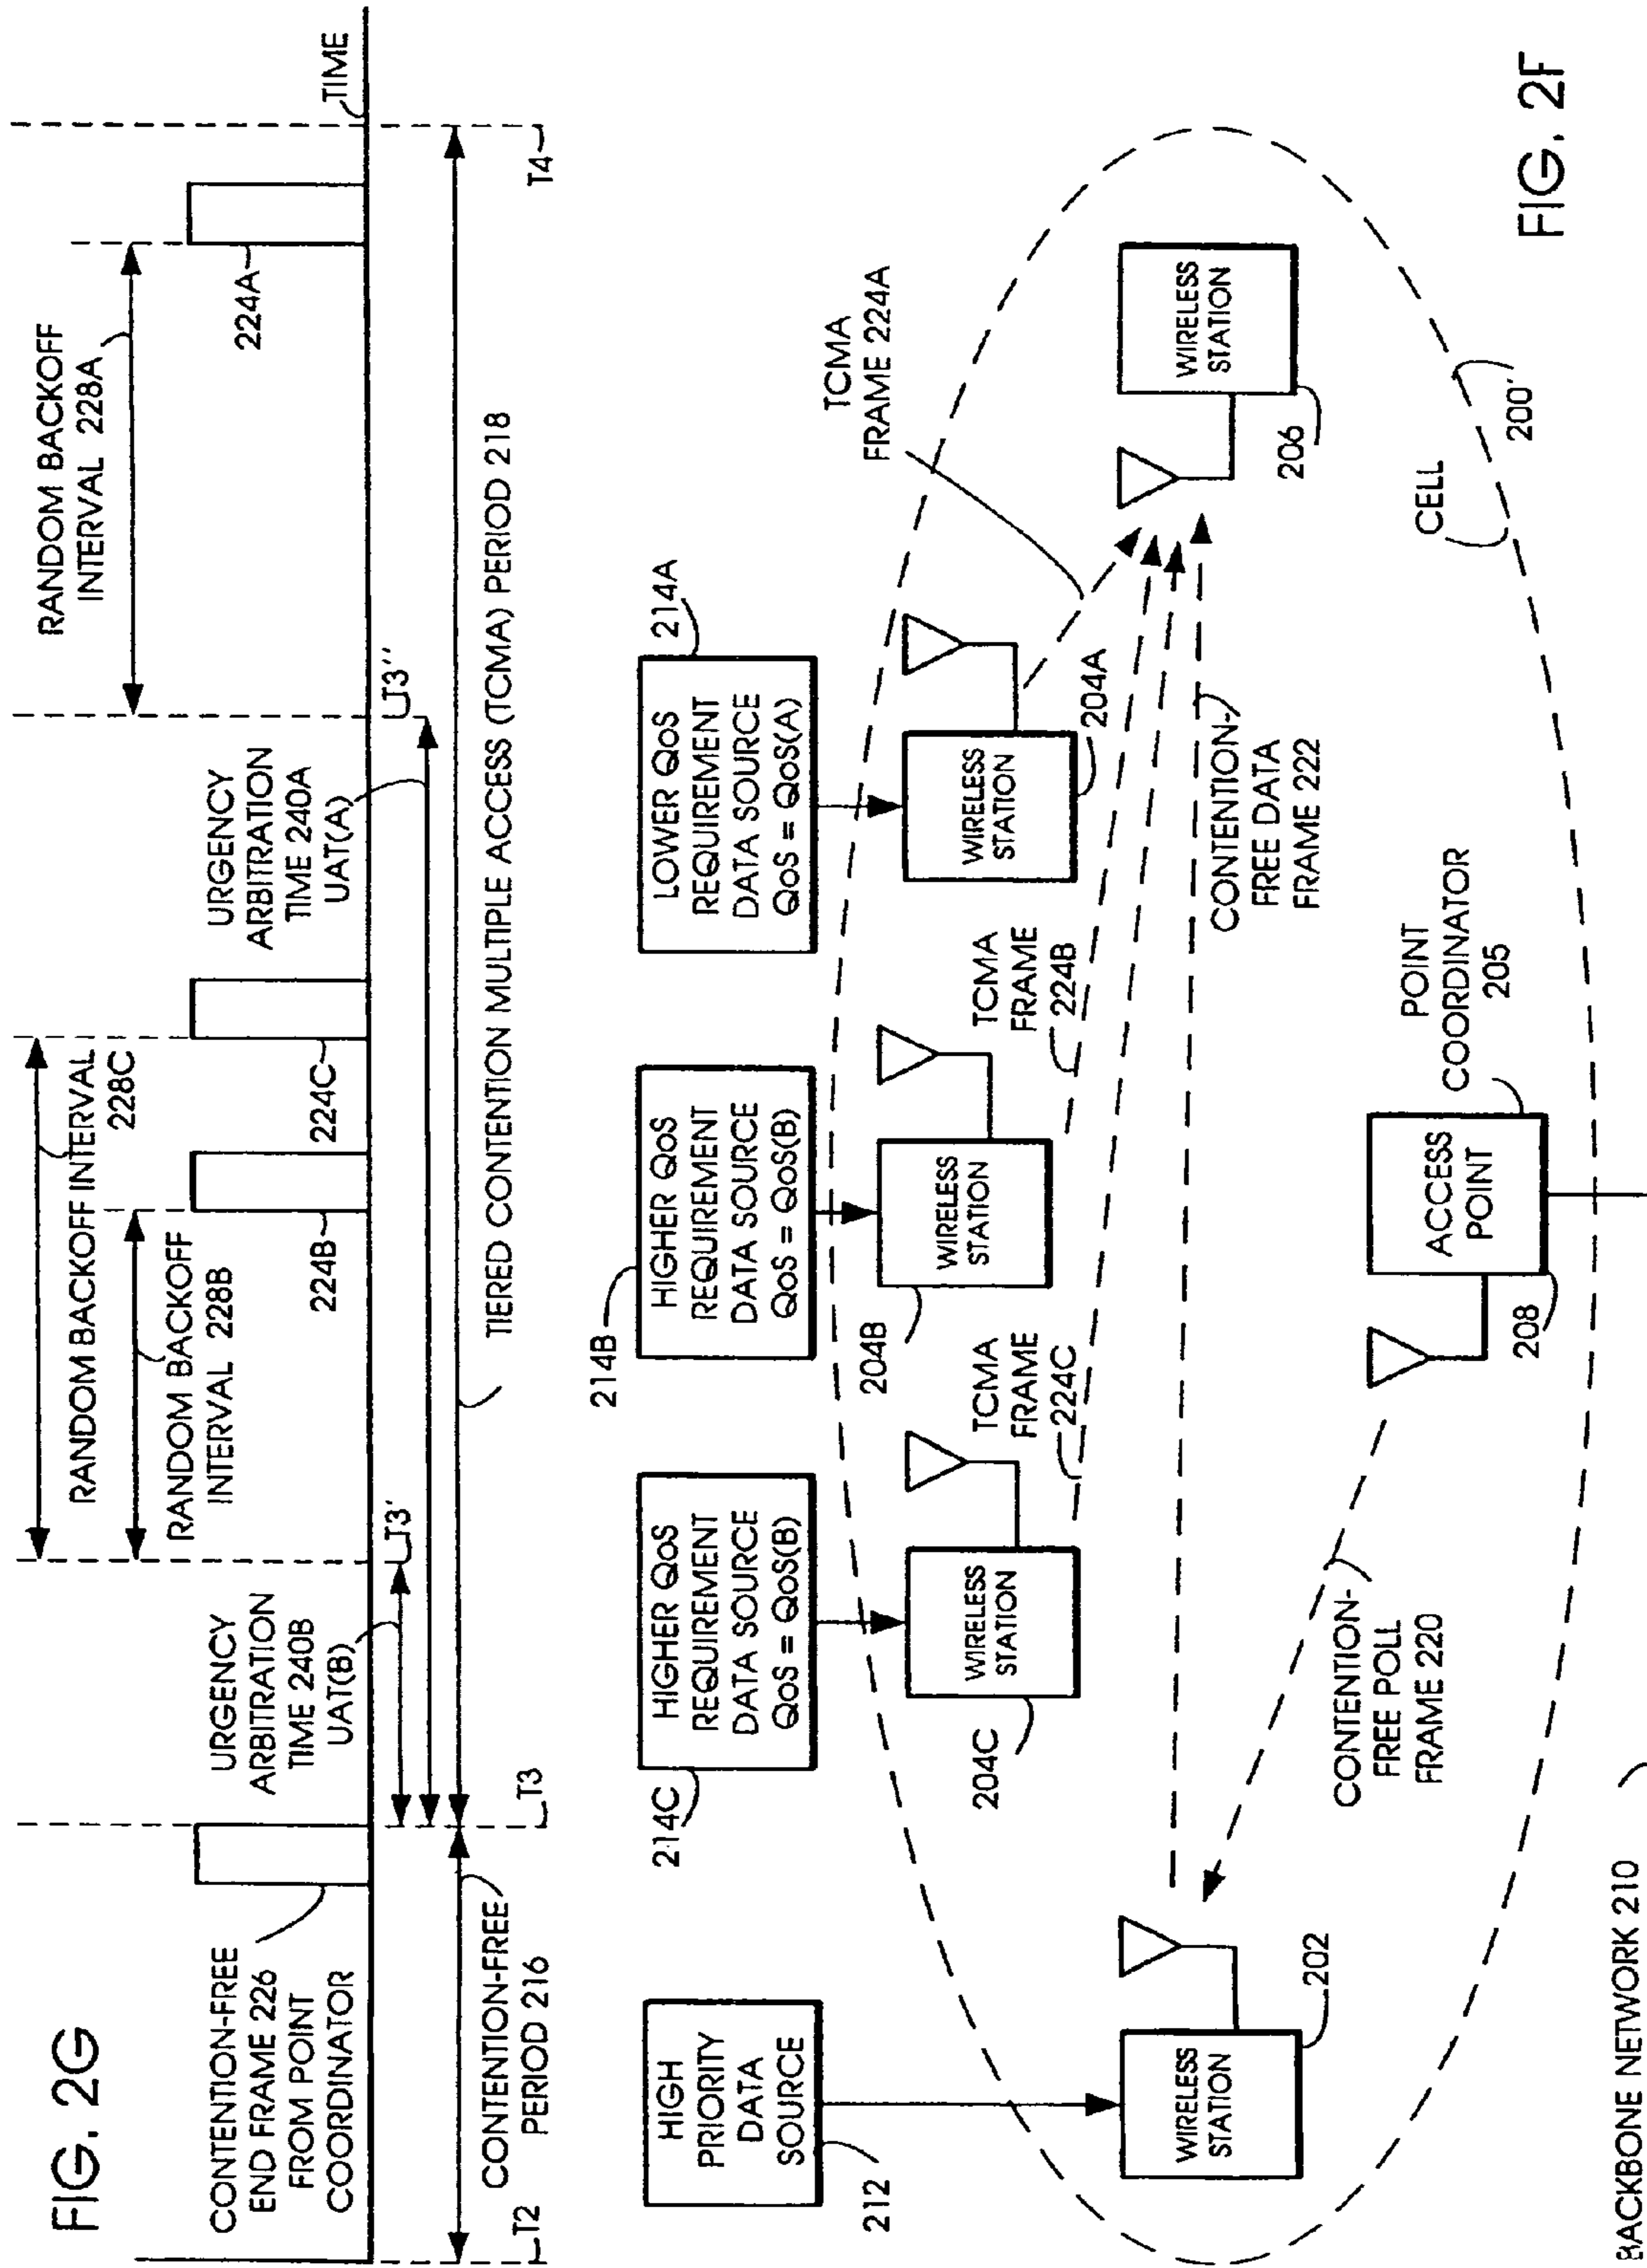 FIG. 2G
CONTENTION-FREE
END FRAME 226
FROM POINT
COORDINATOR
URGENCY
ARBITRATION
TIME 240B
UAT(B)
RANDOM BACKOFF INTERVAL
228C
RANDOM BACKOFF
INTERVAL 228B
224B
224C
URGENCY
ARBITRATION
TIME 240A
UAT(A)
RANDOM BACKOFF
INTERVAL 228A
224A
TIME
T3'
T3''
CONTENTION-FREE
PERIOD 216
TIERED CONTENTION MULTIPLE ACCESS (TCMA) PERIOD 218
T2
T3
T4
HIGH
PRIORITY
DATA
SOURCE
212
214C
HIGHER QoS
REQUIREMENT
DATA SOURCE
QoS = QoS(B)
214B
HIGHER QoS
REQUIREMENT
DATA SOURCE
QoS = QoS(B)
LOWER QoS
REQUIREMENT
DATA SOURCE
QoS = QoS(A)
214A
TCMA
FRAME 224A
WIRELESS
STATION
204C
TCMA
FRAME
224C
WIRELESS
STATION
204B
TCMA
FRAME
224B
WIRELESS
STATION
204A
WIRELESS
STATION
202
WIRELESS
STATION
206
CONTENTION-
FREE DATA
FRAME 222
CONTENTION-
FREE POLL
FRAME 220
ACCESS
POINT
208
POINT
COORDINATOR
205
CELL
200'
BACKBONE NETWORK 210
FIG. 2F